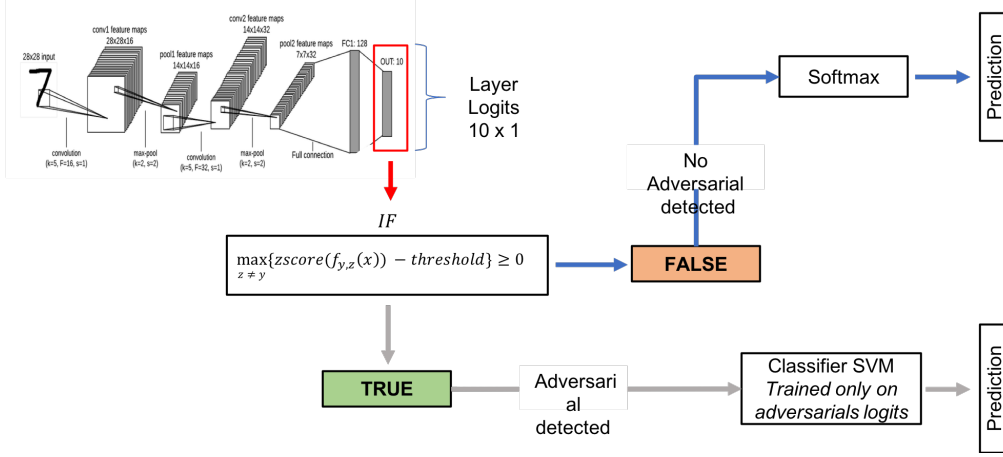 conv2 feature maps
14x14x32
conv1 feature maps
28x28x16
pool2 feature maps
7x7x32
FC1: 128
pool1 feature maps
14x14x16
28x28 input
OUT: 10
convolution
(k=5, F=16, s=1)
max-pool
(k=2, s=2)
convolution
(k=5, F=32, s=1)
max-pool
(k=2, s=2)
Full connection
Layer
Logits
10 x 1
Softmax
Prediction
No
Adversarial
detected
IF
max{zscore(f_{y,z}(x)) − threshold} ≥ 0
z ≠ y
FALSE
TRUE
Adversari
al
detected
Classifier SVM
Trained only on
adversarials logits
Prediction